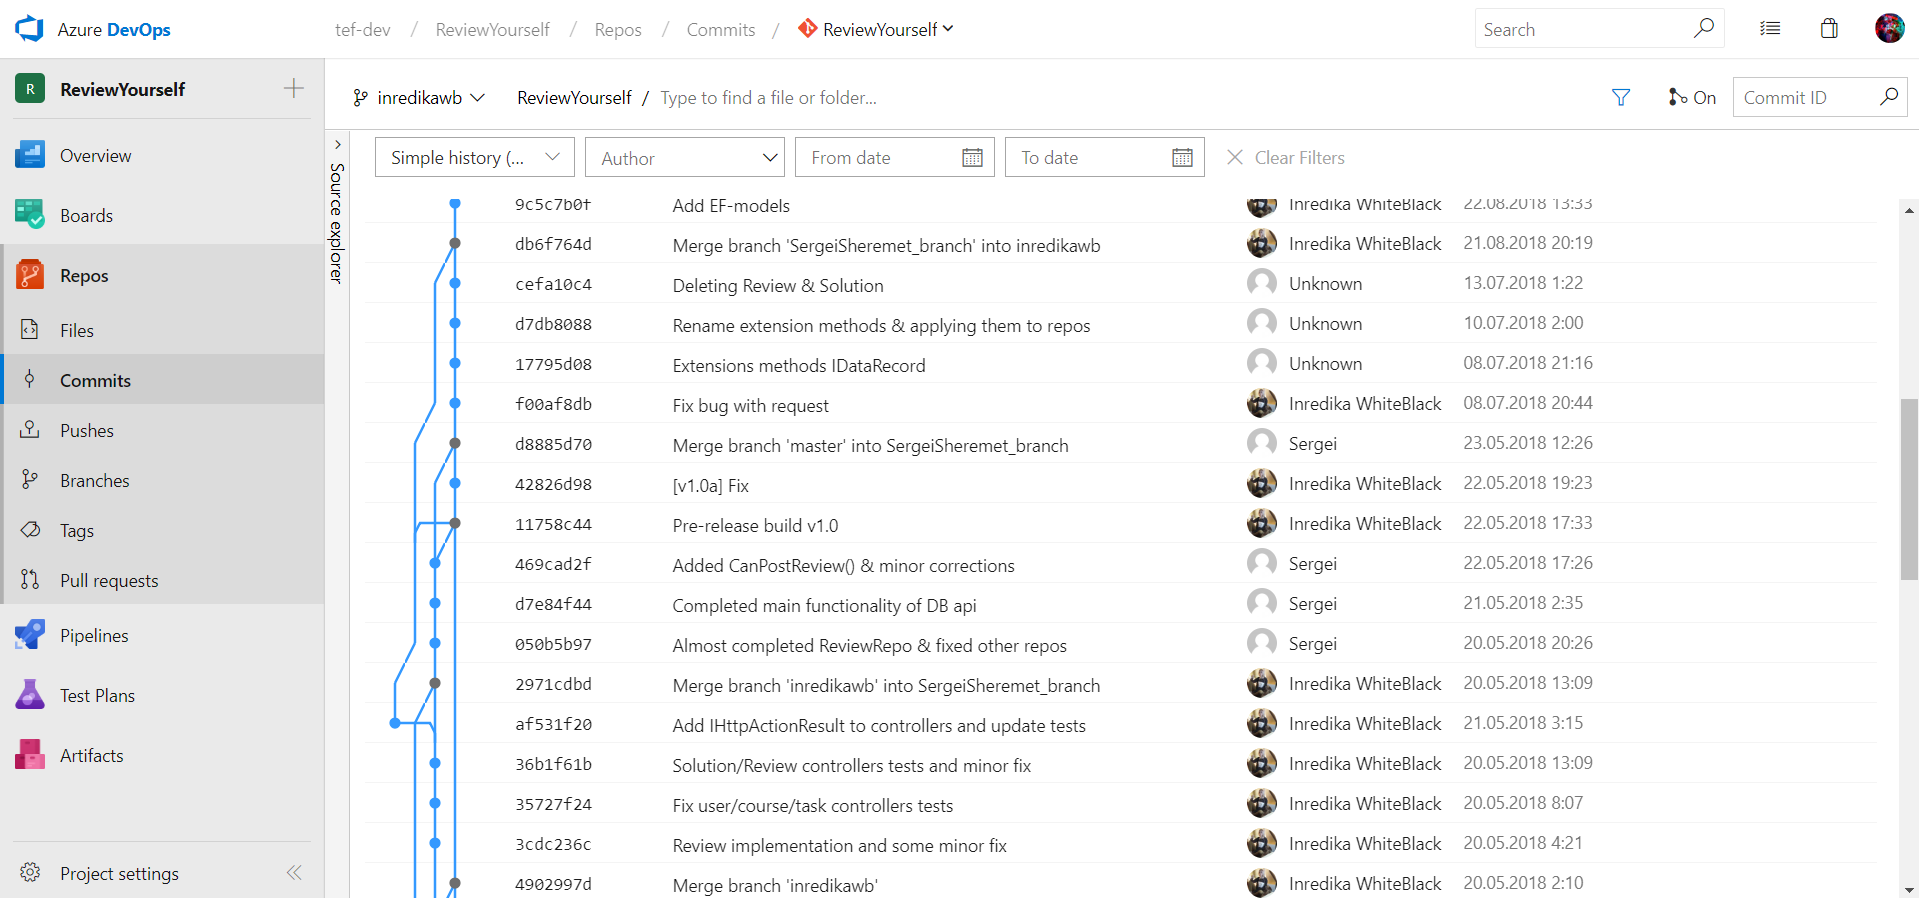 Azure DevOps
tef-dev / ReviewYourself / Repos / Commits / ReviewYourself
Search
R ReviewYourself
Overview
Boards
Repos
Files
Commits
Pushes
Branches
Tags
Pull requests
Pipelines
Test Plans
Artifacts
Project settings
inredikawb
ReviewYourself / Type to find a file or folder...
On
Commit ID
Source explorer
Simple history (...
Author
From date
To date
Clear Filters
9c5c7b0f Add EF-models Inredika WhiteBlack 22.08.2018 13:33
db6f764d Merge branch 'SergeiSheremet_branch' into inredikawb Inredika WhiteBlack 21.08.2018 20:19
cefa10c4 Deleting Review & Solution Unknown 13.07.2018 1:22
d7db8088 Rename extension methods & applying them to repos Unknown 10.07.2018 2:00
17795d08 Extensions methods IDataRecord Unknown 08.07.2018 21:16
f00af8db Fix bug with request Inredika WhiteBlack 08.07.2018 20:44
d8885d70 Merge branch 'master' into SergeiSheremet_branch Sergei 23.05.2018 12:26
42826d98 [v1.0a] Fix Inredika WhiteBlack 22.05.2018 19:23
11758c44 Pre-release build v1.0 Inredika WhiteBlack 22.05.2018 17:33
469cad2f Added CanPostReview() & minor corrections Sergei 22.05.2018 17:26
d7e84f44 Completed main functionality of DB api Sergei 21.05.2018 2:35
050b5b97 Almost completed ReviewRepo & fixed other repos Sergei 20.05.2018 20:26
2971cdbd Merge branch 'inredikawb' into SergeiSheremet_branch Inredika WhiteBlack 20.05.2018 13:09
af531f20 Add IHttpActionResult to controllers and update tests Inredika WhiteBlack 21.05.2018 3:15
36b1f61b Solution/Review controllers tests and minor fix Inredika WhiteBlack 20.05.2018 13:09
35727f24 Fix user/course/task controllers tests Inredika WhiteBlack 20.05.2018 8:07
3cdc236c Review implementation and some minor fix Inredika WhiteBlack 20.05.2018 4:21
4902997d Merge branch 'inredikawb' Inredika WhiteBlack 20.05.2018 2:10